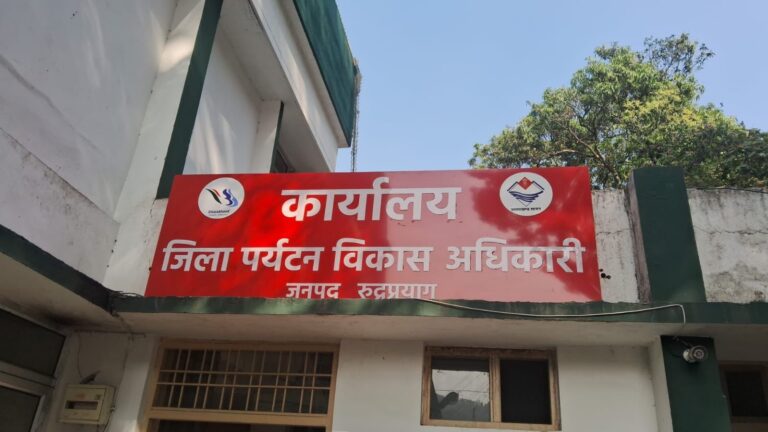 कार्यालय
जिला पर्यटन विकास अधिकारी
जनपद रुद्रप्रयाग